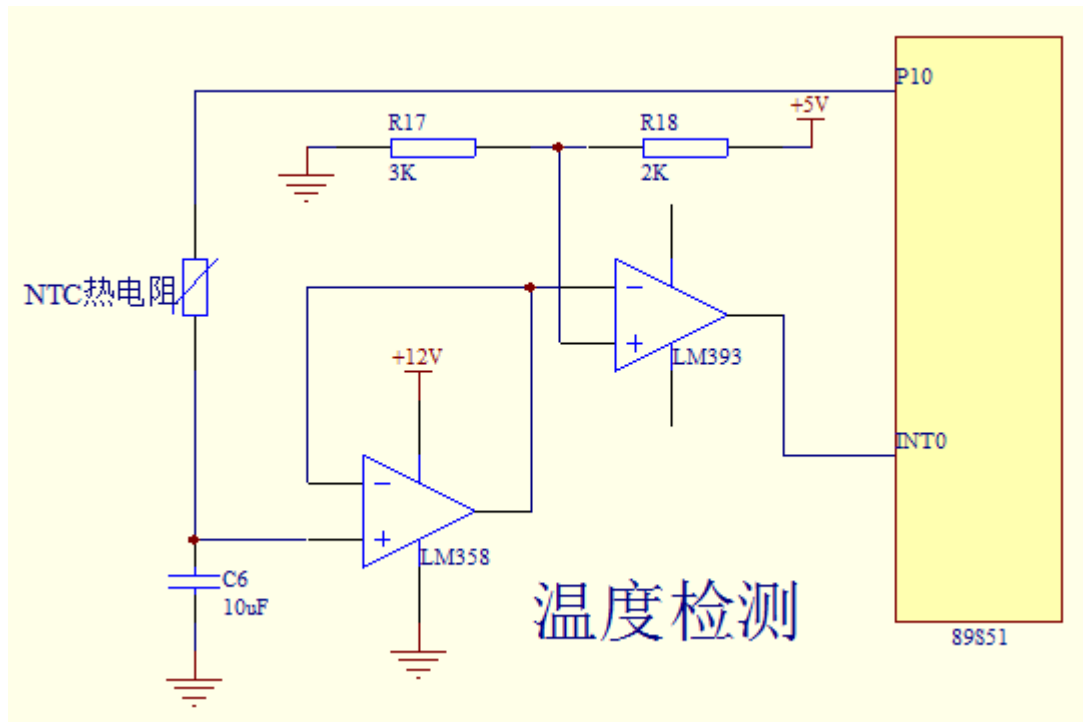 P10
+5V
R17
R18
3K
2K
NTC热电阻
+12V
LM393
INT0
LM358
C6
10uF
温度检测
89851